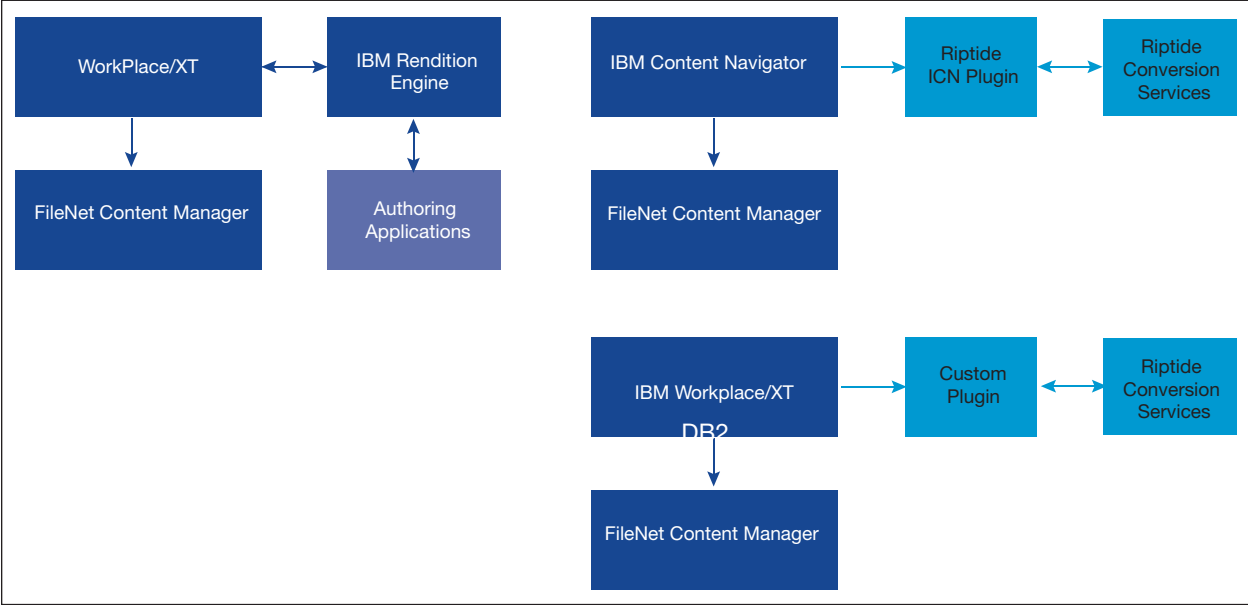 WorkPlace/XT
IBM Rendition
Engine
FileNet Content Manager
Authoring
Applications
IBM Content Navigator
Riptide
ICN Plugin
Riptide
Conversion
Services
FileNet Content Manager
IBM Workplace/XT
DB2
Custom
Plugin
Riptide
Conversion
Services
FileNet Content Manager